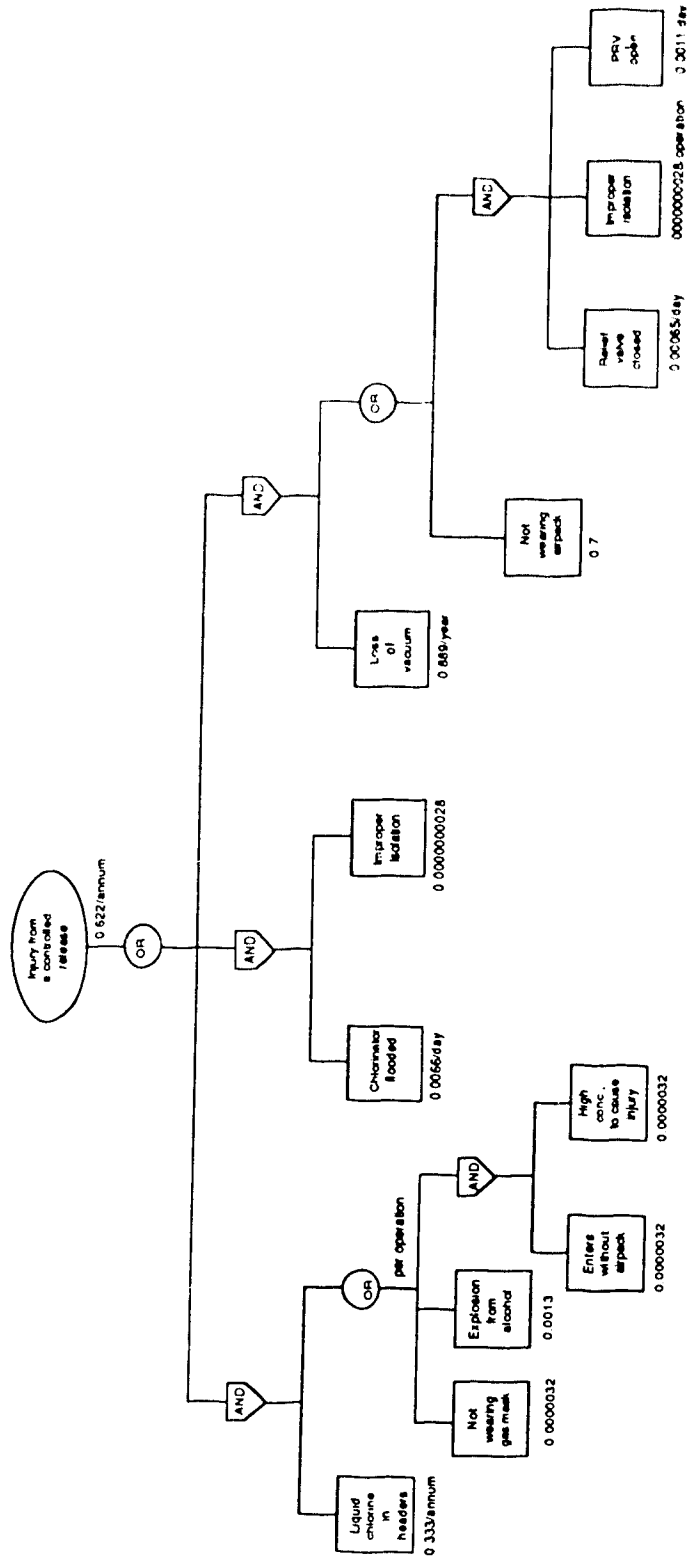 Injury from
a controlled
release
0.622/annum
OR
AND
AND
AND
Liquid
chlorine
in
headers
0.333/annum
OR
per operation
Not
wearing
gas mask
0.0000032
Explosion
from
alcohol
0.0013
AND
Enters
without
airpack
0.0000032
High
conc.
to cause
injury
0.0000032
Chlorinator
flooded
0.0066/day
Improper
isolation
0.0000000028
Loss
of
vacuum
0.889/year
OR
Not
wearing
airpack
0.7
AND
Relief
valve
closed
0.00065/day
Improper
isolation
0000000028 operation
PRV
open
0.0011 day